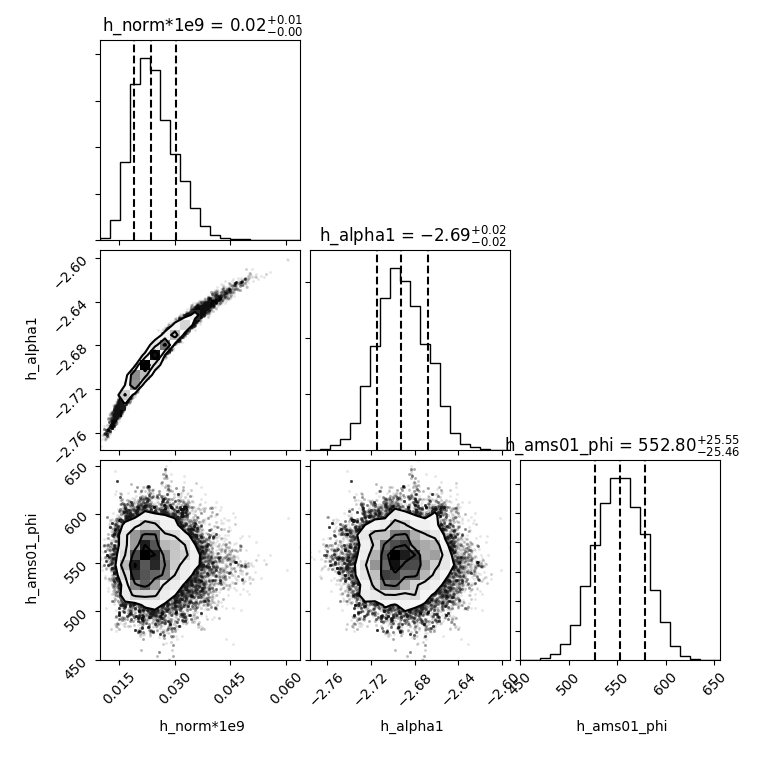 h_norm*1e9 = 0.02+0.01−0.00
h_alpha1 = −2.69+0.02−0.02
h_alpha1
−2.60
−2.64
−2.68
−2.72
−2.76
h_ams01_phi = 552.80+25.55−25.46
h_ams01_phi
650
600
550
500
450
0.015 0.030 0.045 0.060
−2.76 −2.72 −2.68 −2.64 −2.60
450 500 550 600 650
h_norm*1e9 h_alpha1 h_ams01_phi